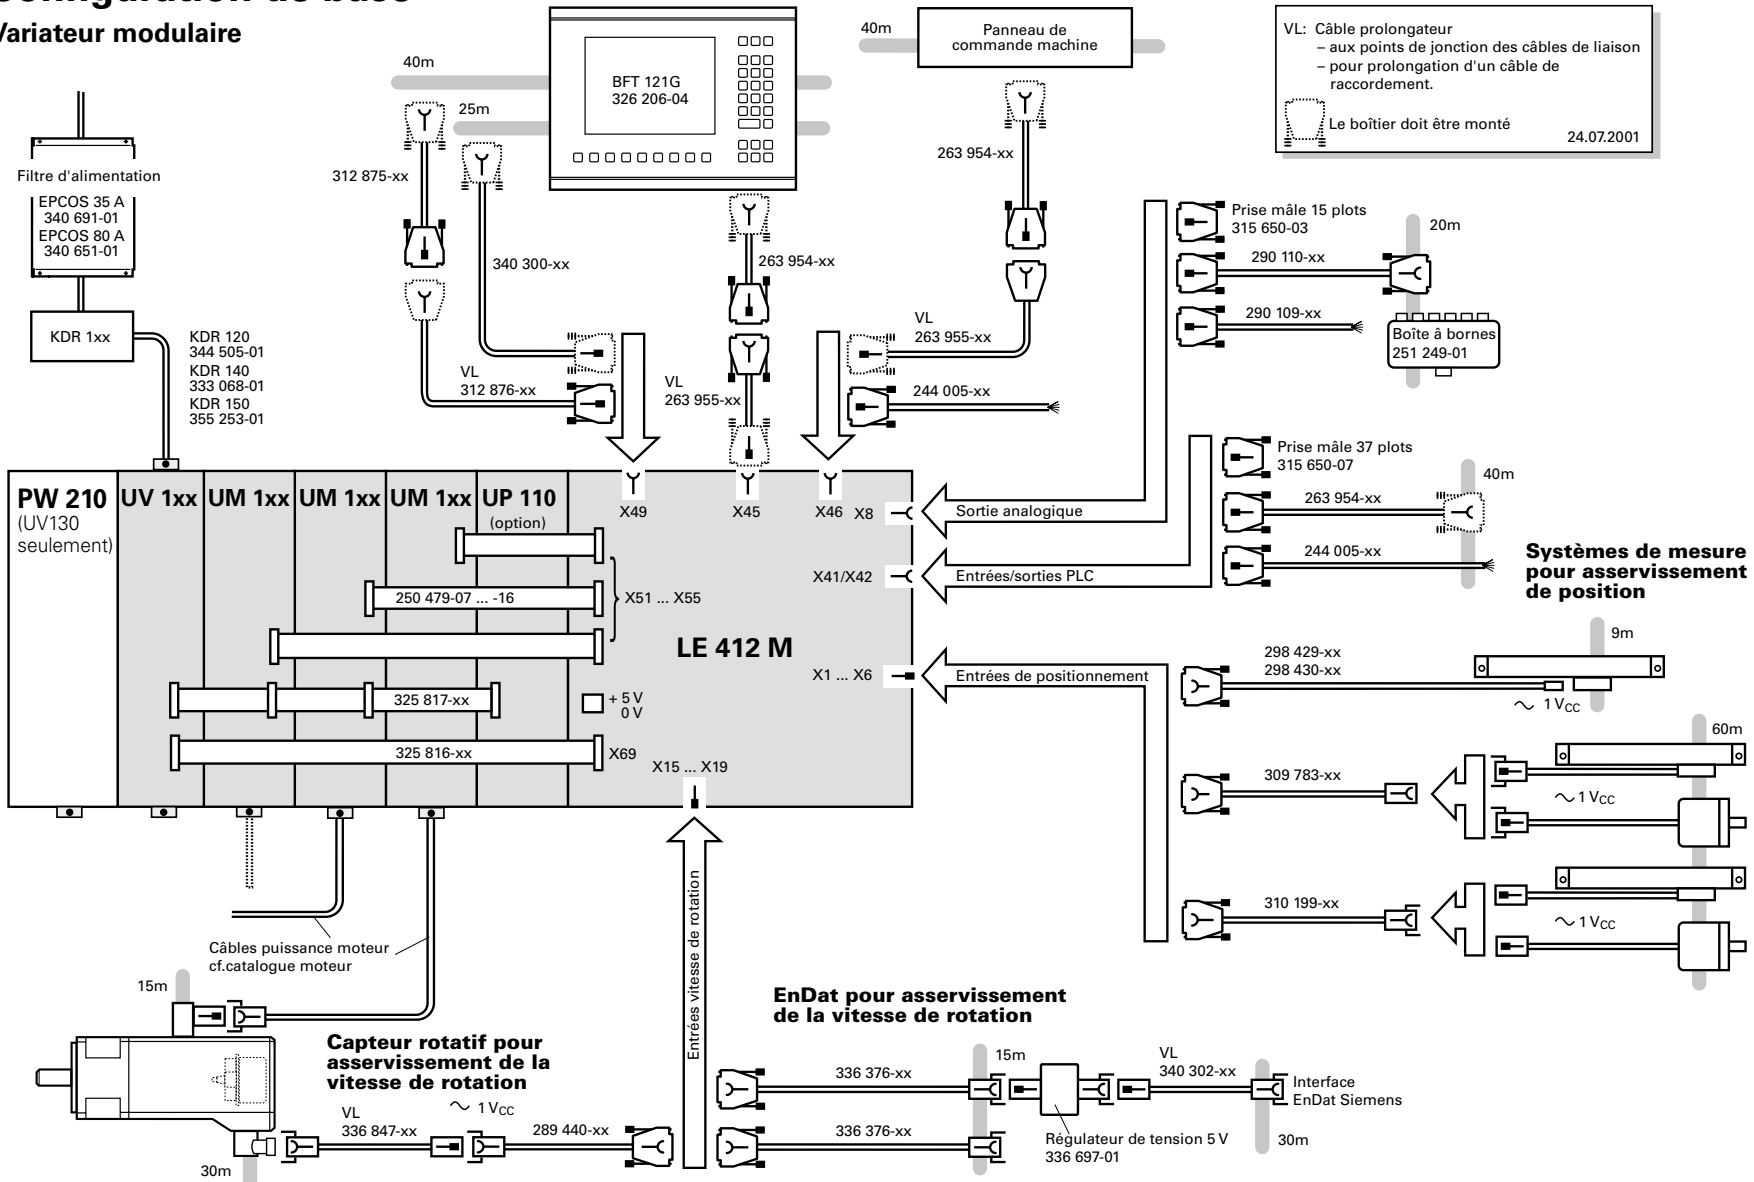 Variateur modulaire
40m
25m
BFT 121G
326 206-04
40m
Panneau de
commande machine
VL: Câble prolongateur
– aux points de jonction des câbles de liaison
– pour prolongation d'un câble de
raccordement.
Le boîtier doit être monté
24.07.2001
Filtre d'alimentation
EPCOS 35 A
340 691-01
EPCOS 80 A
340 651-01
KDR 1xx
KDR 120
344 505-01
KDR 140
333 068-01
KDR 150
355 253-01
312 875-xx
340 300-xx
VL
312 876-xx
263 954-xx
VL
263 955-xx
263 954-xx
VL
263 955-xx
244 005-xx
Prise mâle 15 plots
315 650-03
290 110-xx
20m
290 109-xx
Boîte â bornes
251 249-01
Prise mâle 37 plots
315 650-07
263 954-xx
40m
244 005-xx
PW 210
(UV130
seulement)
UV 1xx
UM 1xx
UM 1xx
UM 1xx
UP 110
(option)
X49
X45
X46
X8
Sortie analogique
X41/X42
Entrées/sorties PLC
250 479-07 ... -16
X51 ... X55
LE 412 M
X1 ... X6
Entrées de positionnement
325 817-xx
+ 5 V
0 V
325 816-xx
X69
X15 ... X19
Systèmes de mesure
pour asservissement
de position
298 429-xx
298 430-xx
9m
1 VCC
60m
309 783-xx
1 VCC
310 199-xx
1 VCC
Câbles puissance moteur
cf.catalogue moteur
15m
Capteur rotatif pour
asservissement de la
vitesse de rotation
VL
336 847-xx
1 VCC
289 440-xx
30m
Entrées vitesse de rotation
EnDat pour asservissement
de la vitesse de rotation
336 376-xx
15m
VL
340 302-xx
Interface
EnDat Siemens
336 376-xx
Régulateur de tension 5 V
336 697-01
30m